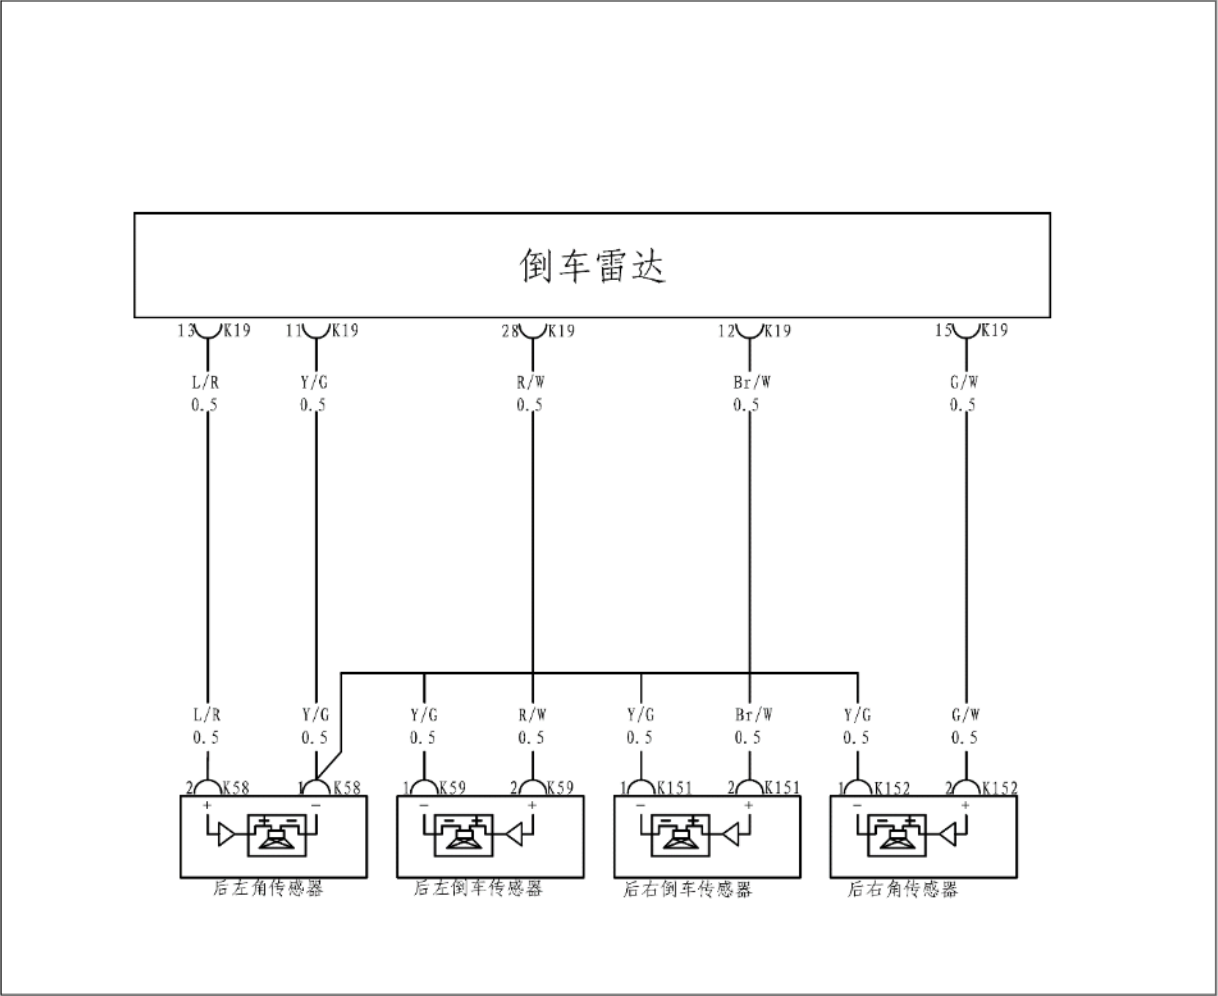 倒车雷达
13 K19 11 K19 28 K19 12 K19 15 K19
L/R Y/G R/W Br/W G/W
0.5 0.5 0.5 0.5 0.5
L/R Y/G Y/G R/W Y/G Br/W Y/G G/W
0.5 0.5 0.5 0.5 0.5 0.5 0.5 0.5
2 K58 1 K58 1 K59 2 K59 1 K151 2 K151 1 K152 2 K152
+ − − + − + − +
+ − − + − + − +
后左角传感器 后左倒车传感器 后右倒车传感器 后右角传感器